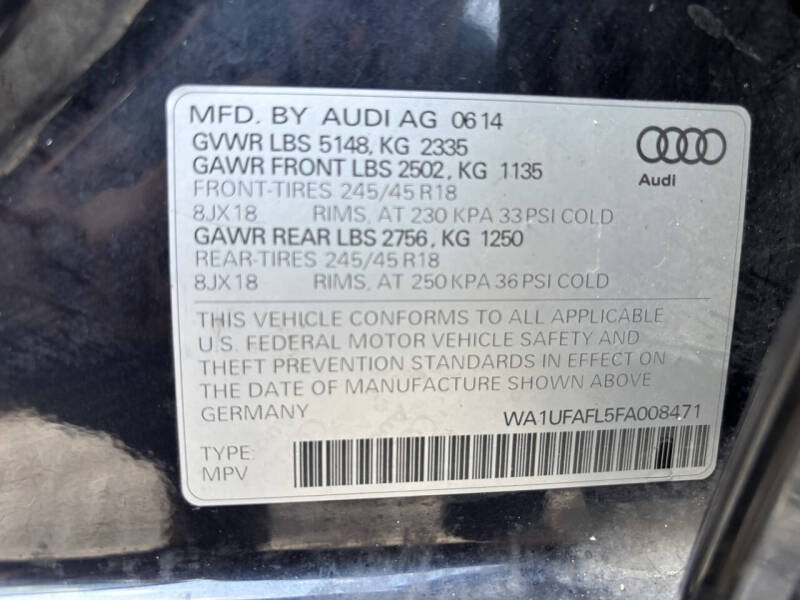 MFD. BY AUDI AG 0614
GVWR LBS 5148, KG 2335
GAWR FRONT LBS 2502, KG 1135
FRONT-TIRES 245/45 R18
8JX18 RIMS, AT 230 KPA 33 PSI COLD
GAWR REAR LBS 2756, KG 1250
REAR-TIRES 245/45 R18
8JX18 RIMS, AT 250 KPA 36 PSI COLD
Audi
THIS VEHICLE CONFORMS TO ALL APPLICABLE
U.S. FEDERAL MOTOR VEHICLE SAFETY AND
THEFT PREVENTION STANDARDS IN EFFECT ON
THE DATE OF MANUFACTURE SHOWN ABOVE
GERMANY WA1UFAFL5FA008471
TYPE:
MPV